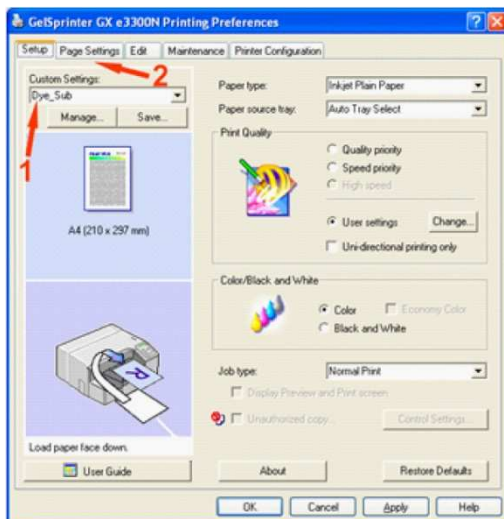 GelSprinter GX e3300N Printing Preferences
Setup Page Settings Edit Maintenance Printer Configuration
2
Custom Settings:
Dye_Sub
Manage... Save...
1
A4 (210 x 297 mm)
Load paper face down.
User Guide
Paper type: Inkjet Plain Paper
Paper source tray: Auto Tray Select
Print Quality
Quality priority
Speed priority
High speed
User settings Change...
Uni-directional printing only
Color/Black and White
Color Economy Color
Black and White
Job type: Normal Print
Display Preview and Print screen
Unauthorized copy... Control Settings...
About Restore Defaults
OK Cancel Apply Help